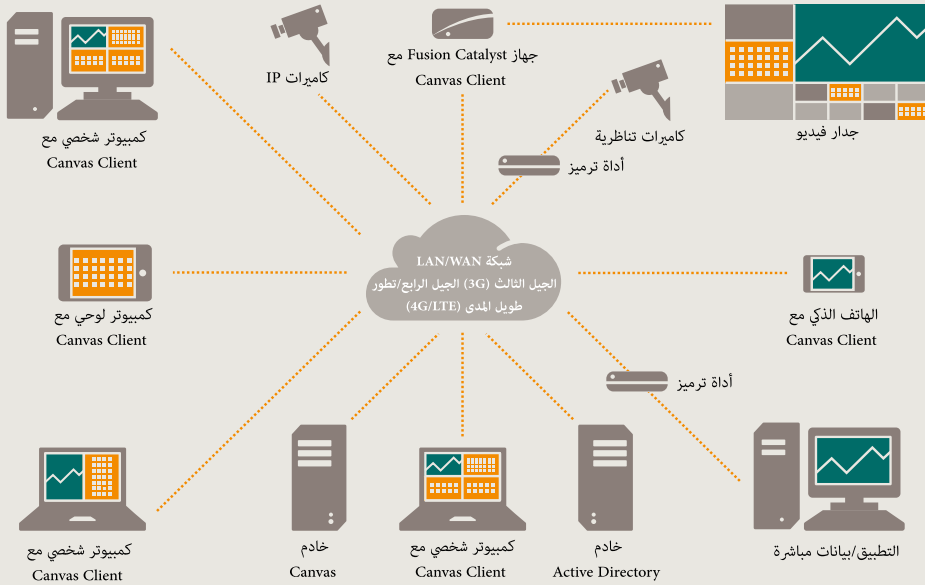 كاميرات IP
جهاز Fusion Catalyst مع
Canvas Client
جدار فيديو
كاميرات تناظرية
أداة ترميز
كمبيوتر شخصي مع
Canvas Client
شبكة LAN/WAN
الجيل الثالث (3G) الجيل الرابع/تطور
طويل المدى (4G/LTE)
كمبيوتر لوحي مع
Canvas Client
الهاتف الذكي مع
Canvas Client
أداة ترميز
كمبيوتر شخصي مع
Canvas Client
خادم
Canvas
كمبيوتر شخصي مع
Canvas Client
خادم
Active Directory
التطبيق/بيانات مباشرة